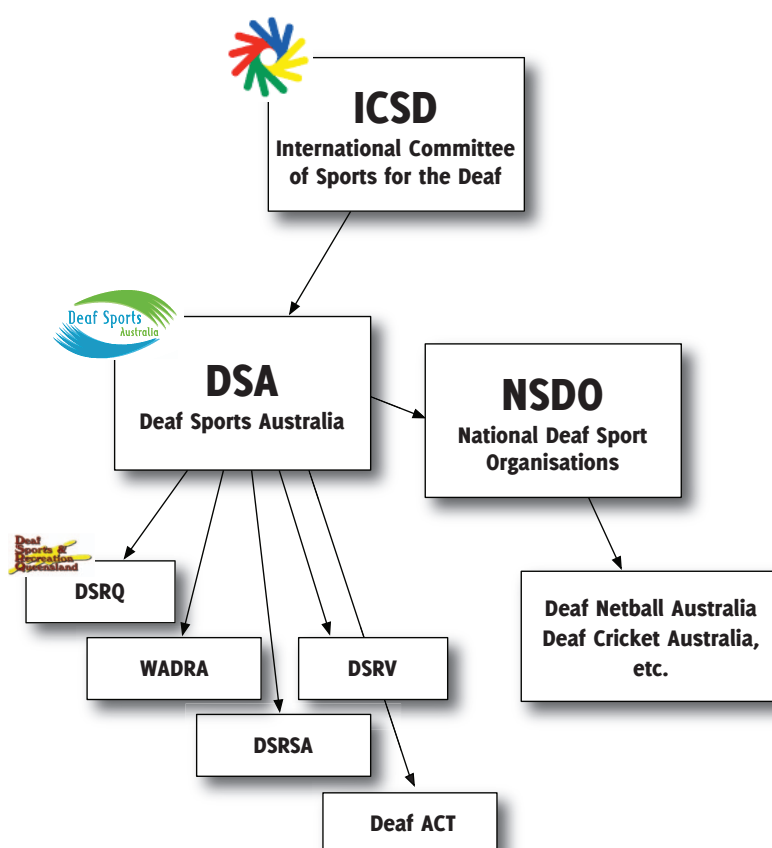 ICSD
International Committee
of Sports for the Deaf
Deaf Sports
Australia
DSA
Deaf Sports Australia
NSDO
National Deaf Sport
Organisations
Deaf
Sports &
Recreation
Queensland
DSRQ
WADRA
DSRV
DSRSA
Deaf ACT
Deaf Netball Australia
Deaf Cricket Australia,
etc.